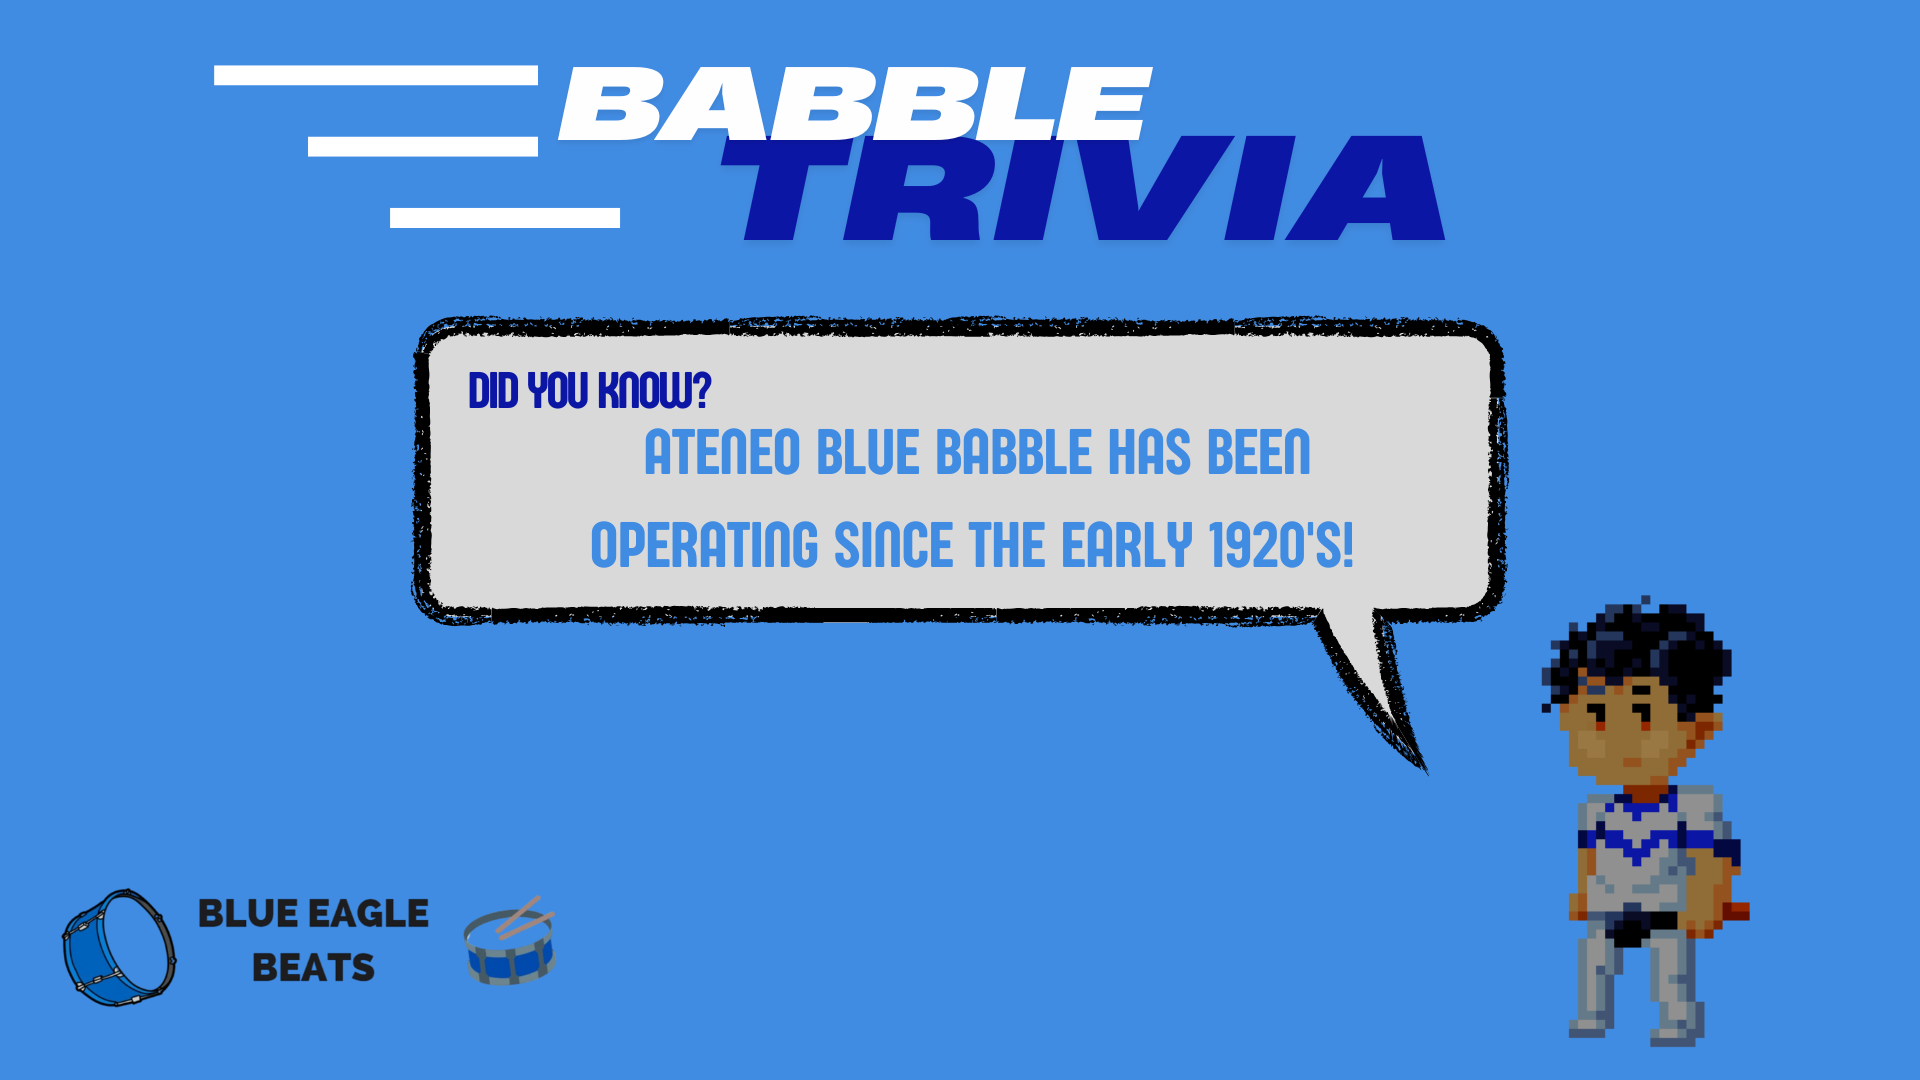 BABBLE
TRIVIA
DID YOU KNOW?
ATENEO BLUE BABBLE HAS BEEN
OPERATING SINCE THE EARLY 1920'S!
BLUE EAGLE
BEATS